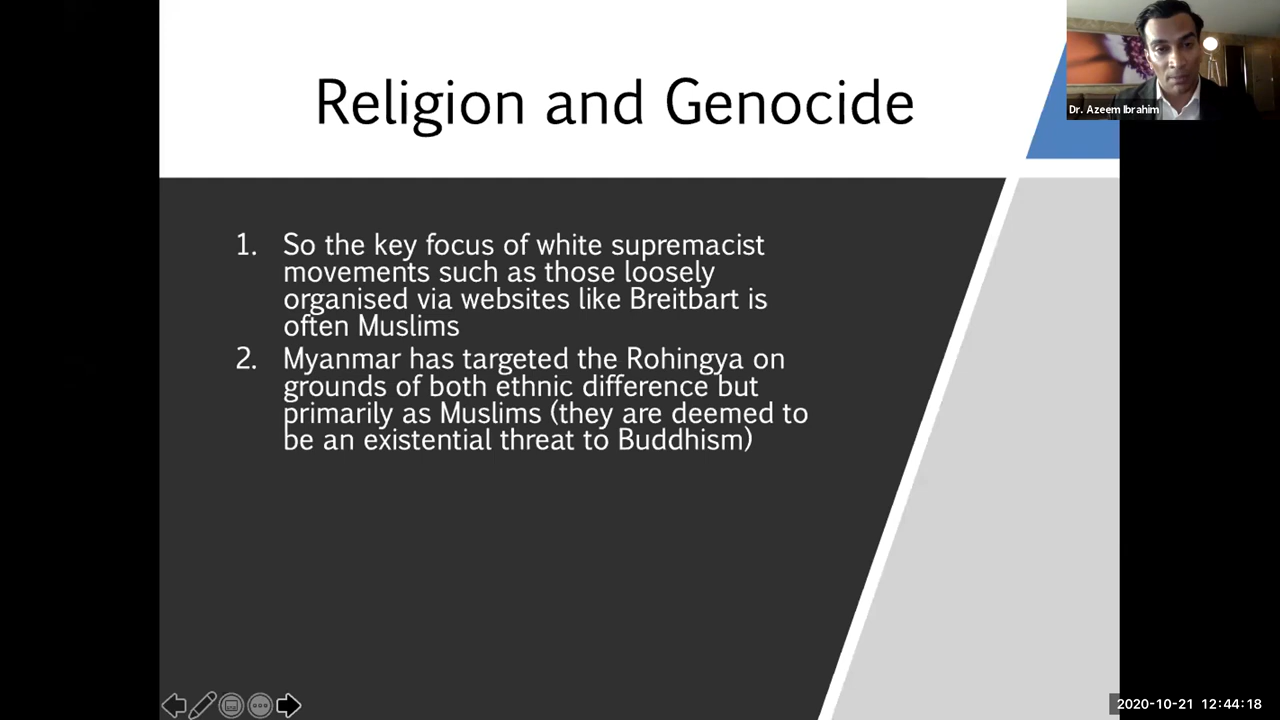 Religion and Genocide
Dr. Azeem Ibrahim
1. So the key focus of white supremacist
movements such as those loosely
organised via websites like Breitbart is
often Muslims
2. Myanmar has targeted the Rohingya on
grounds of both ethnic difference but
primarily as Muslims (they are deemed to
be an existential threat to Buddhism)
2020-10-21 12:44:18